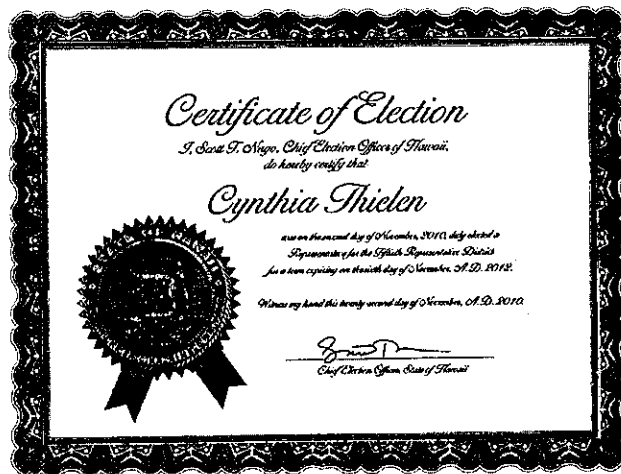 Certificate of Election
I, Scott T. Nago, Chief Election Officer of Hawaii,
do hereby certify that
Cynthia Thielen
was on the second day of November, 2010, duly elected a
Representative for the Fiftieth Representative District
for a term expiring on the sixth day of November, A.D. 2012.
Witness my hand this twenty-second day of November, A.D. 2010.
Chief Election Officer, State of Hawaii